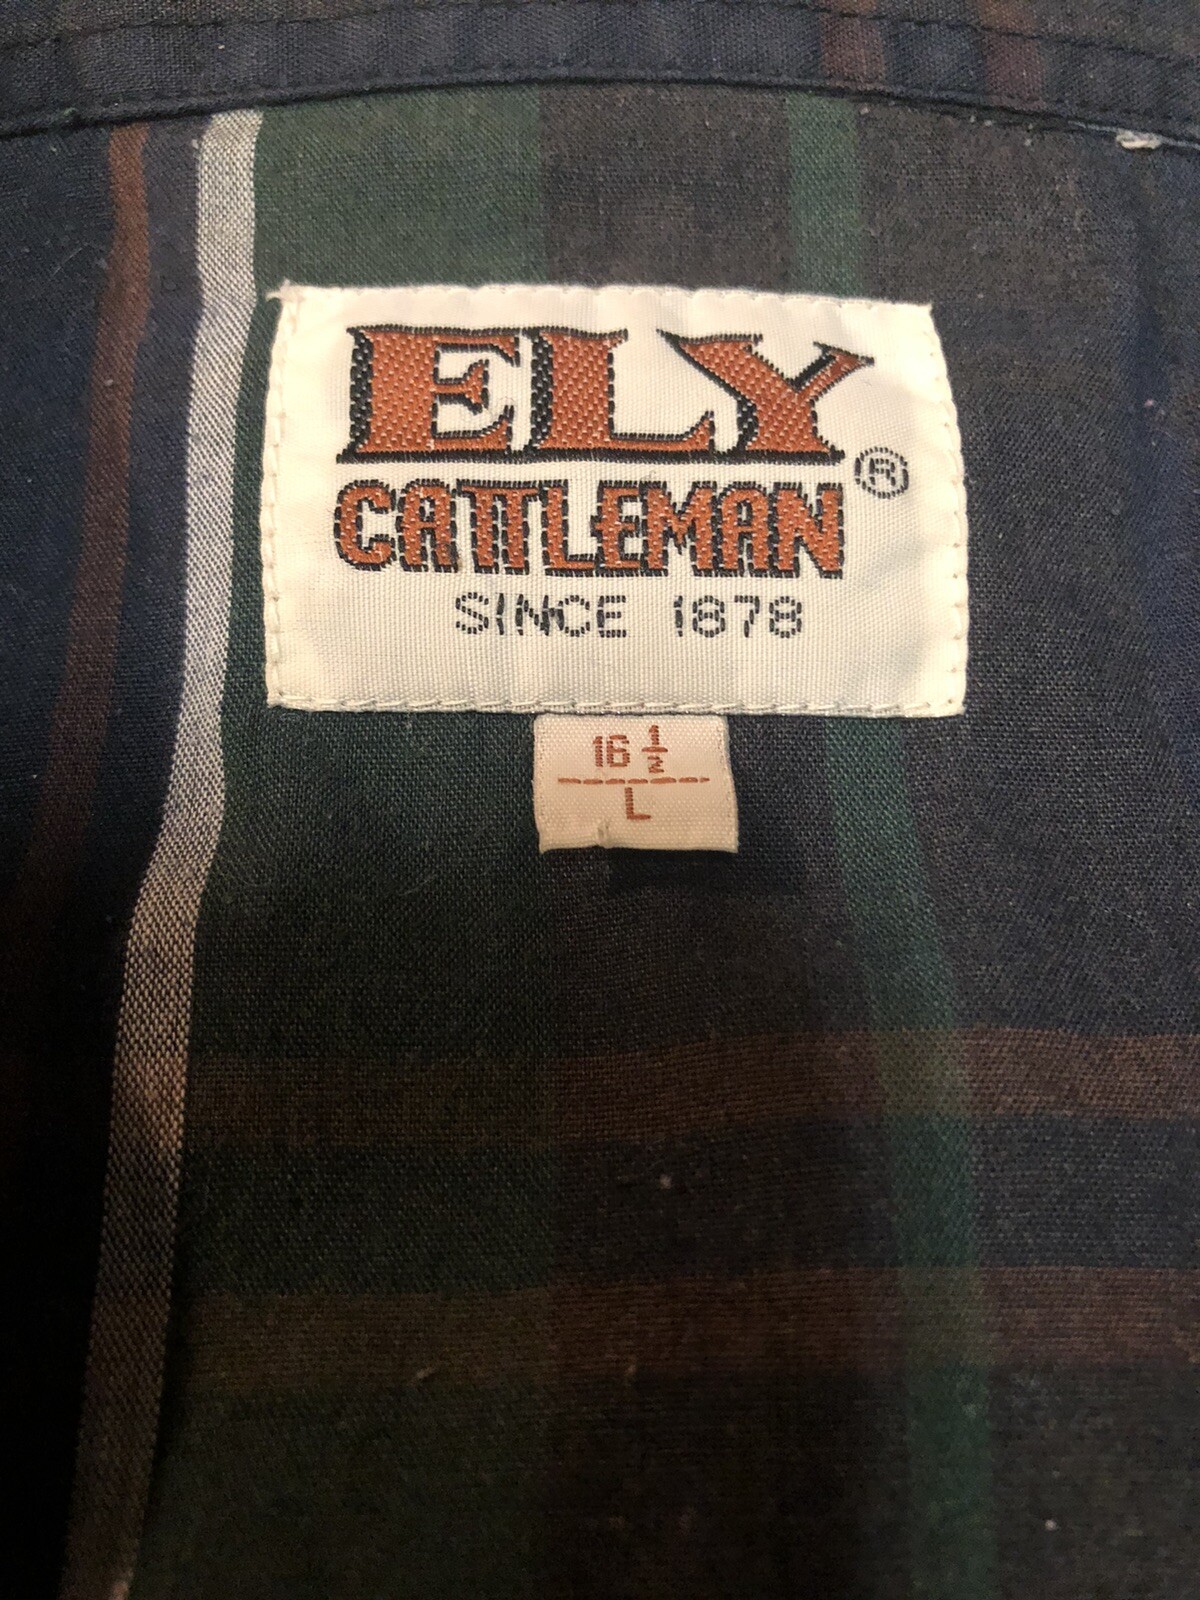 ELY
CATTLEMAN ®
SINCE 1878
16 1/2
L